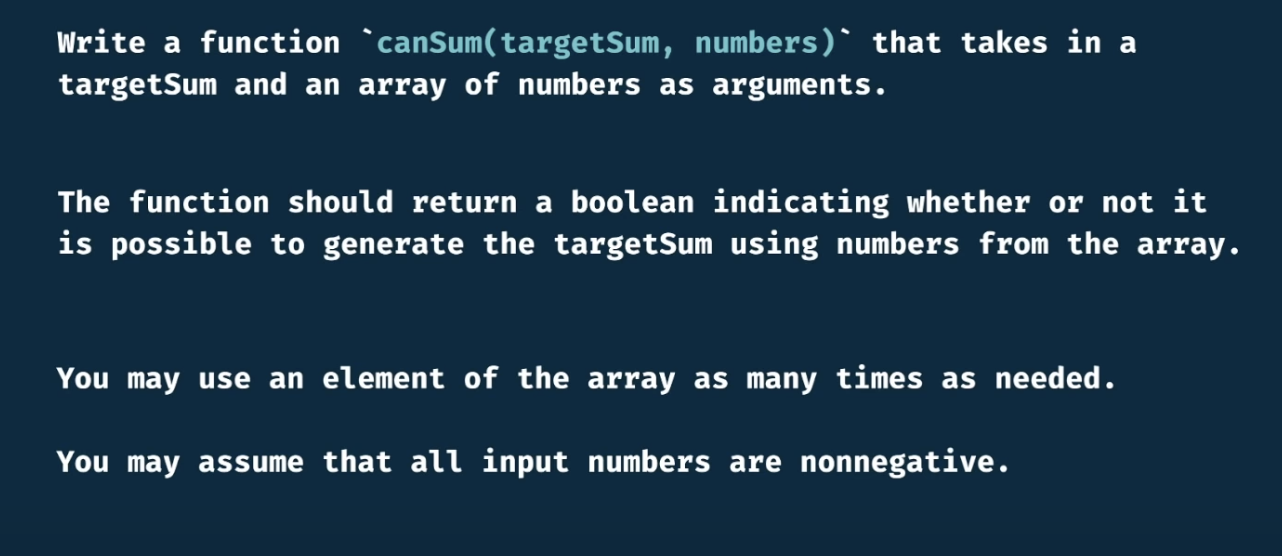 Write a function `canSum(targetSum, numbers)` that takes in a
targetSum and an array of numbers as arguments.
The function should return a boolean indicating whether or not it
is possible to generate the targetSum using numbers from the array.
You may use an element of the array as many times as needed.
You may assume that all input numbers are nonnegative.